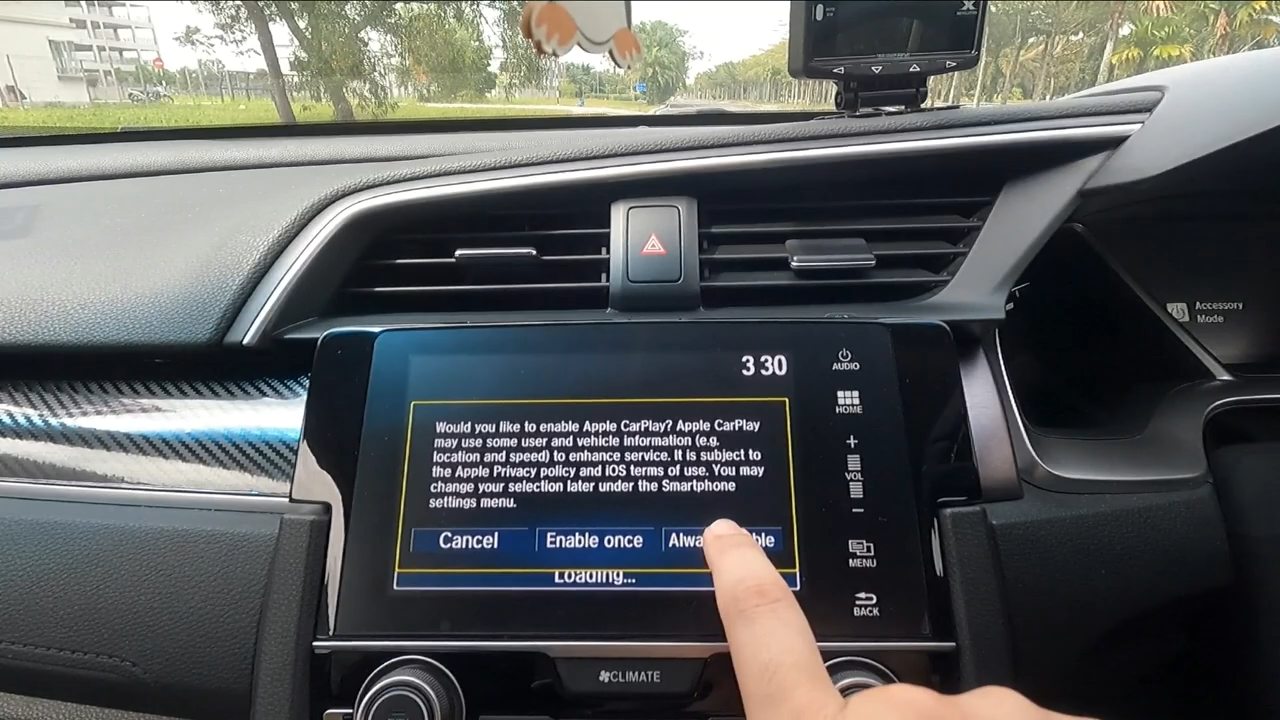 3 30
AUDIO
HOME
Would you like to enable Apple CarPlay? Apple CarPlay
may use some user and vehicle information (e.g.
location and speed) to enhance service. It is subject to
the Apple Privacy policy and iOS terms of use. You may
change your selection later under the Smartphone
settings menu.
Cancel
Enable once
Loading...
+
VOL
−
MENU
BACK
CLIMATE
Accessory
Mode